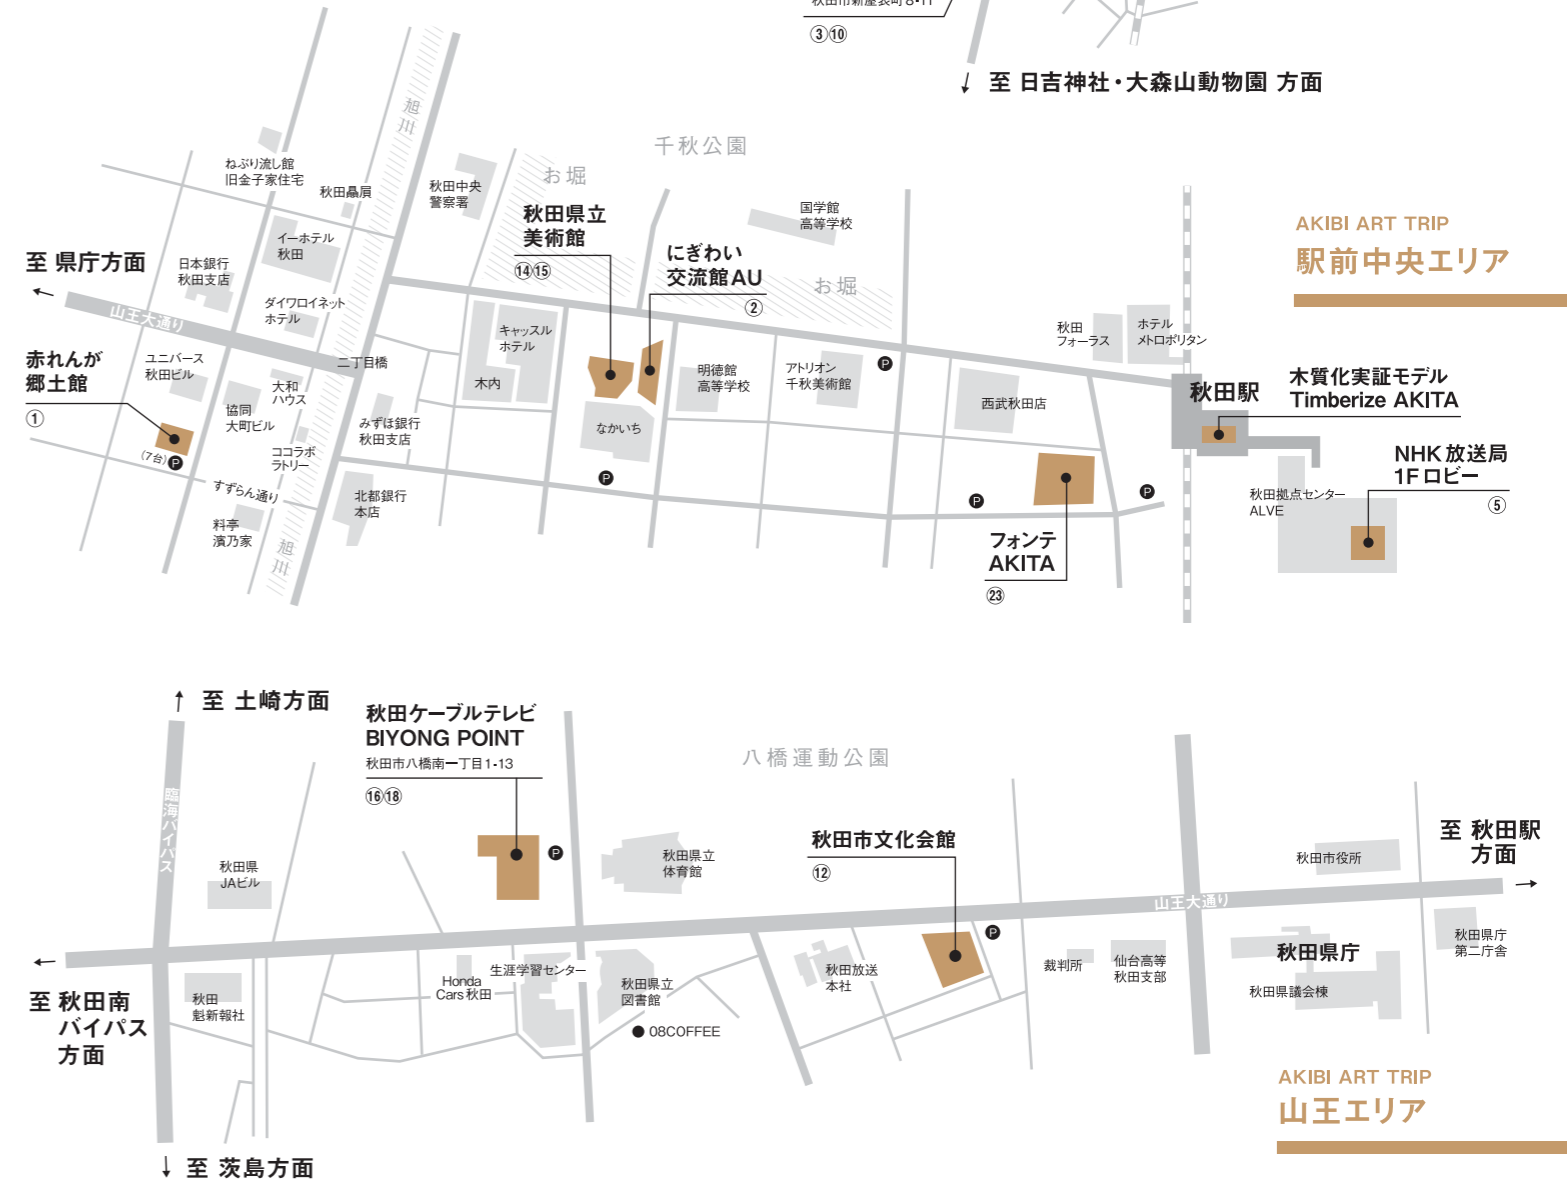 ③⑩
↓ 至 日吉神社・大森山動物園 方面
AKIBI ART TRIP
駅前中央エリア
千秋公園
お堀
お堀
旭川
ねぶり流し館
旧金子家住宅
秋田贔屓
秋田中央
警察署
秋田県立
美術館
⑭⑮
にぎわい
交流館AU
②
国学館
高等学校
至 県庁方面
←
日本銀行
秋田支店
イーホテル
秋田
ダイワロイネット
ホテル
山王大通り
赤れんが
郷土館
①
ユニバース
秋田ビル
二丁目橋
大和
ハウス
協同
大町ビル
ココラボ
ラトリー
みずほ銀行
秋田支店
(7台)
P
すずらん通り
料亭
濱乃家
北都銀行
本店
旭川
キャッスル
ホテル
木内
なかいち
P
明徳館
高等学校
アトリオン
千秋美術館
P
西武秋田店
秋田
フォーラス
ホテル
メトロポリタン
秋田駅
木質化実証モデル
Timberize AKITA
NHK放送局
1Fロビー
⑤
秋田拠点センター
ALVE
P
P
フォンテ
AKITA
㉓
↑ 至 土崎方面
臨海バイパス
秋田ケーブルテレビ
BIYONG POINT
秋田市八橋南一丁目1-13
⑯⑱
P
八橋運動公園
秋田県
JAビル
秋田県立
体育館
秋田市文化会館
⑫
P
秋田市役所
至 秋田駅
方面
→
山王大通り
←
至 秋田南
バイパス
方面
秋田
魁新報社
Honda
Cars秋田
生涯学習センター
秋田県立
図書館
08COFFEE
秋田放送
本社
裁判所
仙台高等
秋田支部
秋田県庁
秋田県議会棟
秋田県庁
第二庁舎
AKIBI ART TRIP
山王エリア
↓ 至 茨島方面